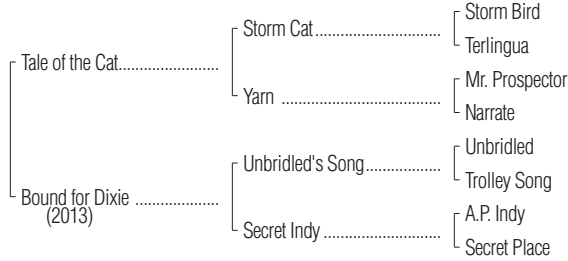 Storm Bird
Storm Cat..................................
Terlingua
Tale of the Cat..........................
Mr. Prospector
Yarn ...........................................
Narrate
Unbridled
Unbridled's Song....................
Trolley Song
Bound for Dixie ......................
(2013)
A.P. Indy
Secret Indy ...............................
Secret Place